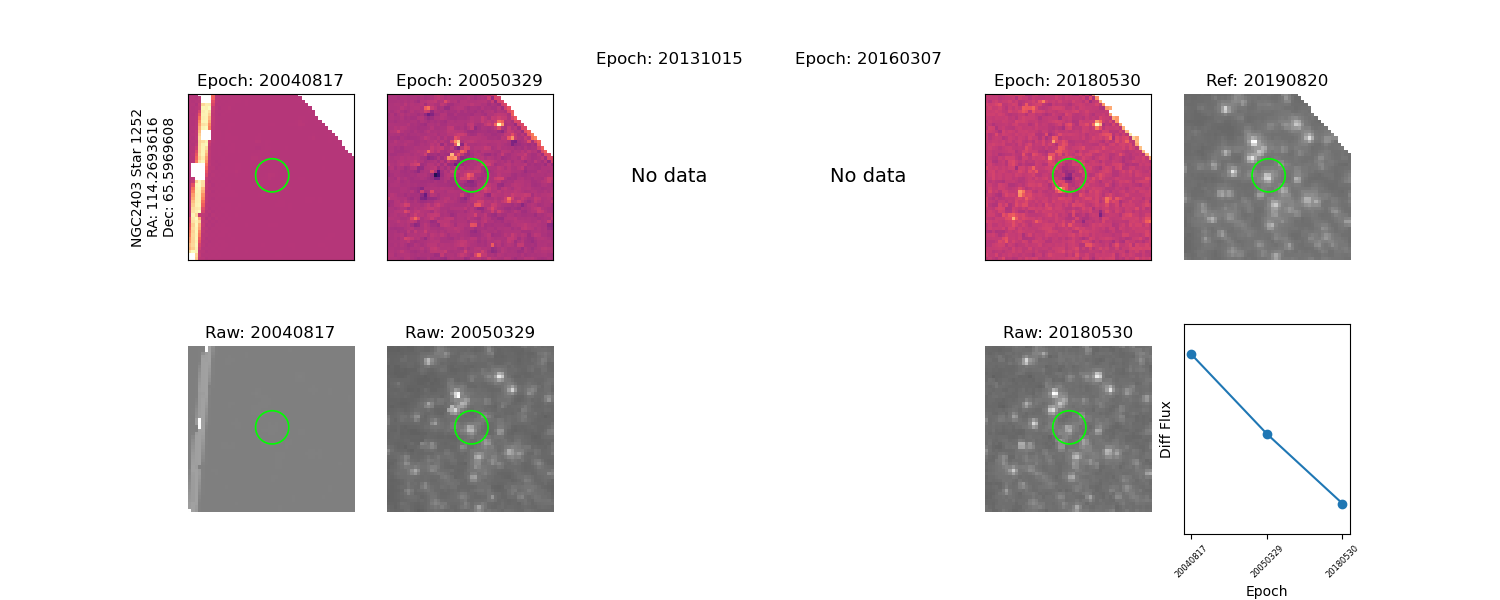 Epoch: 20131015
Epoch: 20160307
Epoch: 20040817
Epoch: 20050329
Epoch: 20180530
Ref: 20190820
NGC2403 Star 1252
RA: 114.2693616
Dec: 65.5969608
No data
No data
Raw: 20040817
Raw: 20050329
Raw: 20180530
Diff Flux
20040817
20050329
20180530
Epoch